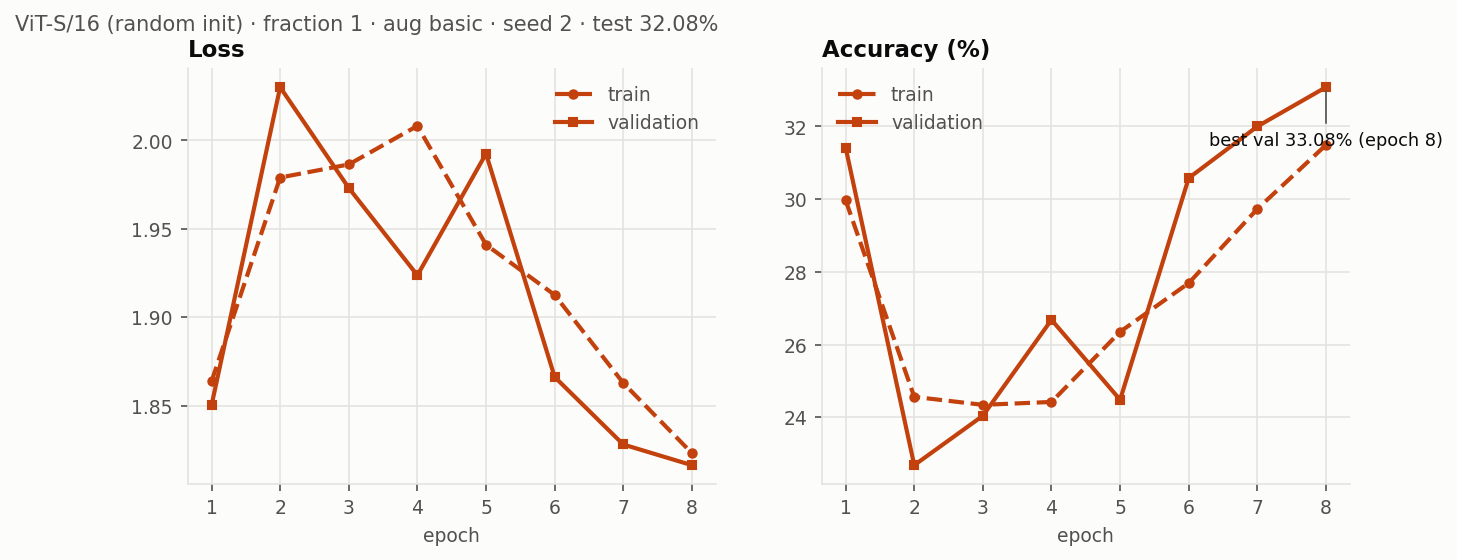 ViT-S/16 (random init) · fraction 1 · aug basic · seed 2 · test 32.08%
Loss
train
validation
2.00
1.95
1.90
1.85
1 2 3 4 5 6 7 8
epoch
Accuracy (%)
train
validation
best val 33.08% (epoch 8)
32
30
28
26
24
1 2 3 4 5 6 7 8
epoch